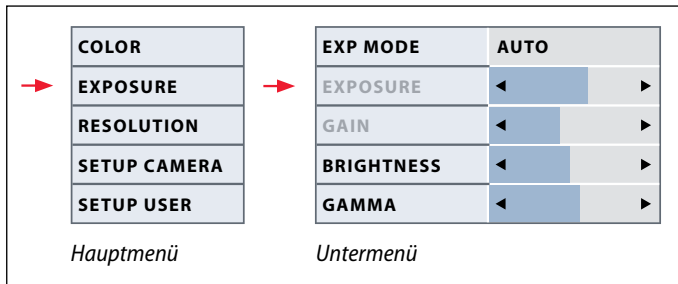 COLOR
EXPOSURE
RESOLUTION
SETUP CAMERA
SETUP USER
Hauptmenü
EXP MODE AUTO
EXPOSURE
GAIN
BRIGHTNESS
GAMMA
Untermenü